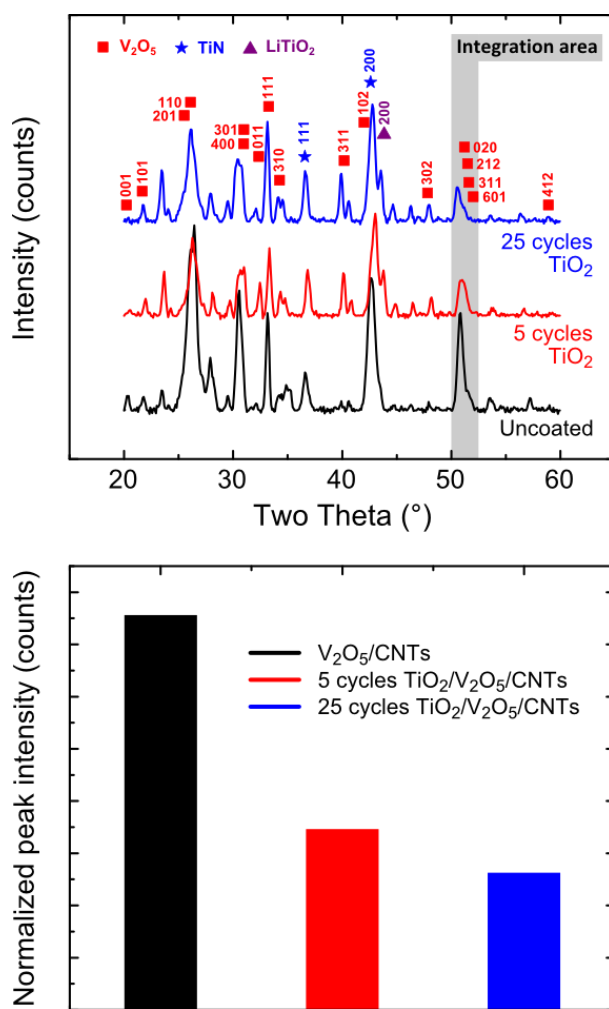 V₂O₅ TiN LiTiO₂ Integration area
Intensity (counts)
001
101
110
201
301
400
011
111
310
111
311
102
200
200
302
020
212
311
601
412
25 cycles
TiO₂
5 cycles
TiO₂
Uncoated
20 30 40 50 60
Two Theta (°)
Normalized peak intensity (counts)
V₂O₅/CNTs
5 cycles TiO₂/V₂O₅/CNTs
25 cycles TiO₂/V₂O₅/CNTs